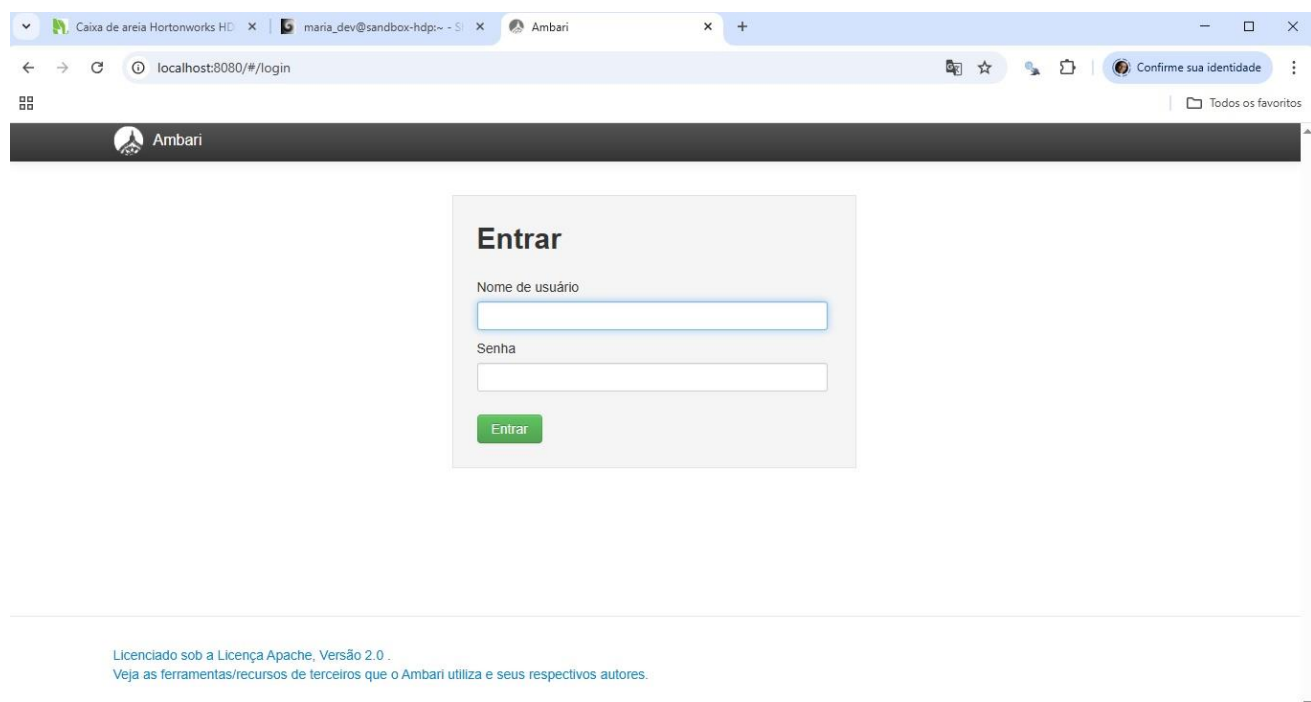 Caixa de areia Hortonworks HD
maria_dev@sandbox-hdp:~ - S
Ambari
localhost:8080/#/login
Confirme sua identidade
Todos os favoritos
Ambari
Entrar
Nome de usuário
Senha
Entrar
Licenciado sob a Licença Apache, Versão 2.0 .
Veja as ferramentas/recursos de terceiros que o Ambari utiliza e seus respectivos autores.